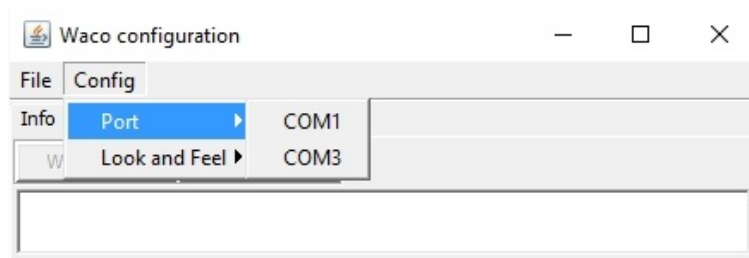 Waco configuration
File Config
Info
Port COM1
W Look and Feel COM3